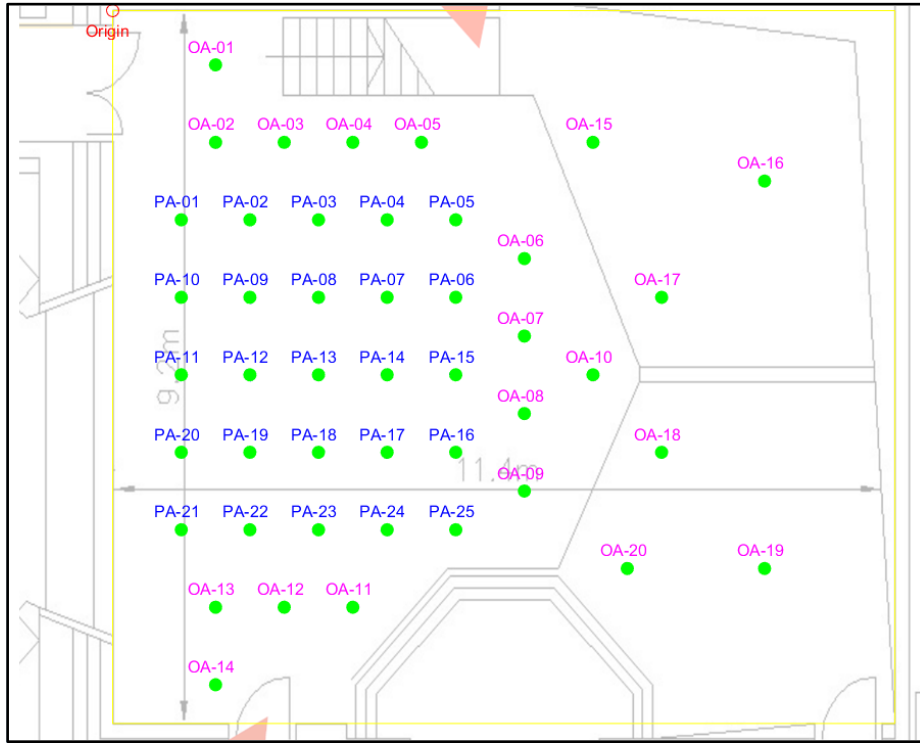 Origin
OA-01
OA-02 OA-03 OA-04 OA-05 OA-15
OA-16
PA-01 PA-02 PA-03 PA-04 PA-05
OA-06
PA-10 PA-09 PA-08 PA-07 PA-06 OA-17
OA-07
9.2m
PA-11 PA-12 PA-13 PA-14 PA-15 OA-10
OA-08
PA-20 PA-19 PA-18 PA-17 PA-16 OA-18
11.4m
OA-09
PA-21 PA-22 PA-23 PA-24 PA-25
OA-20 OA-19
OA-13 OA-12 OA-11
OA-14